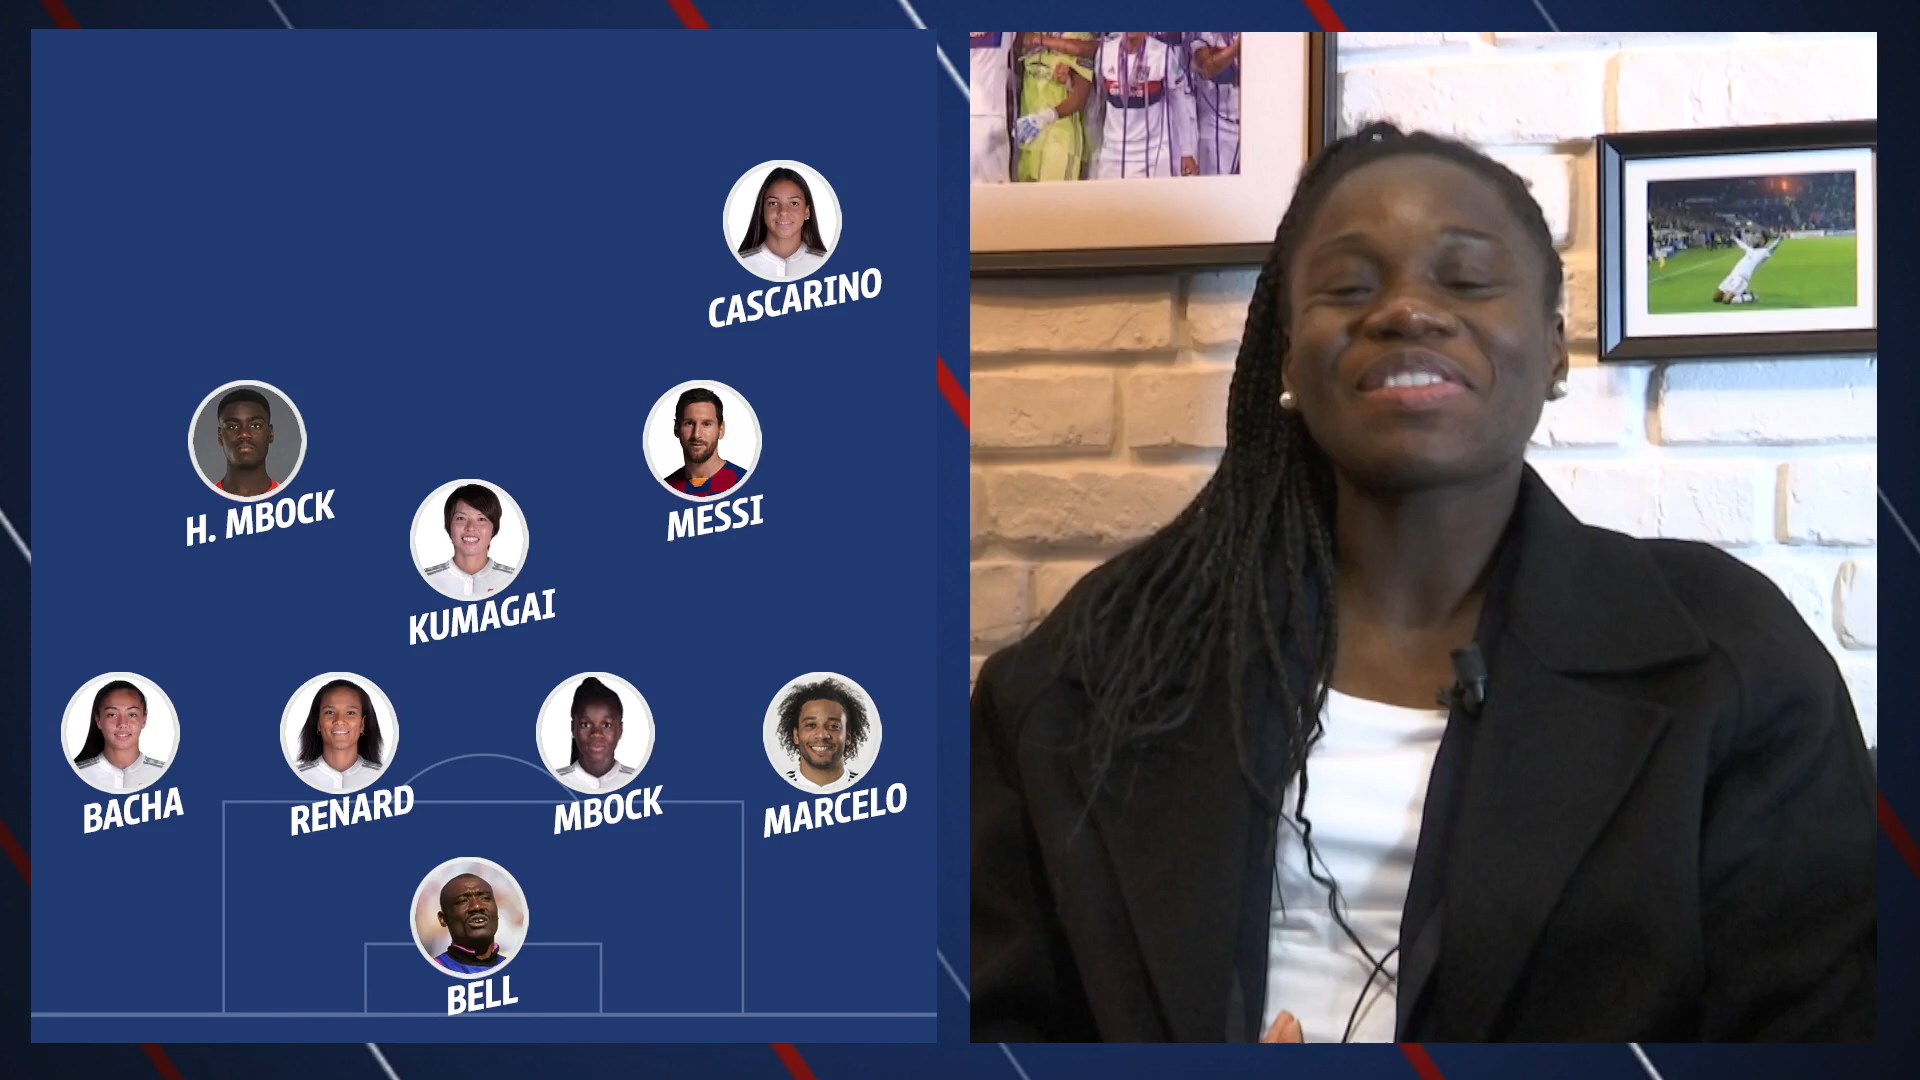 CASCARINO
H. MBOCK
MESSI
KUMAGAI
BACHA
RENARD
MBOCK
MARCELO
BELL